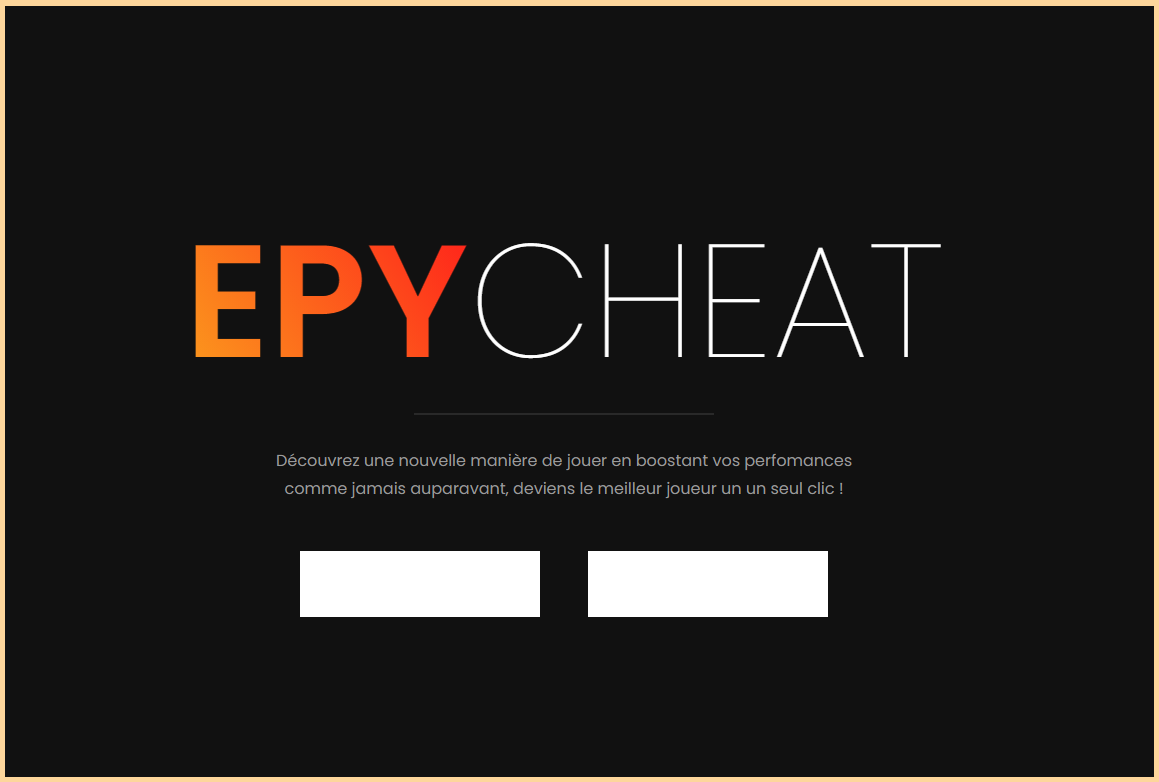 EPYCHEAT
Découvrez une nouvelle manière de jouer en boostant vos perfomances
comme jamais auparavant, deviens le meilleur joueur un un seul clic !